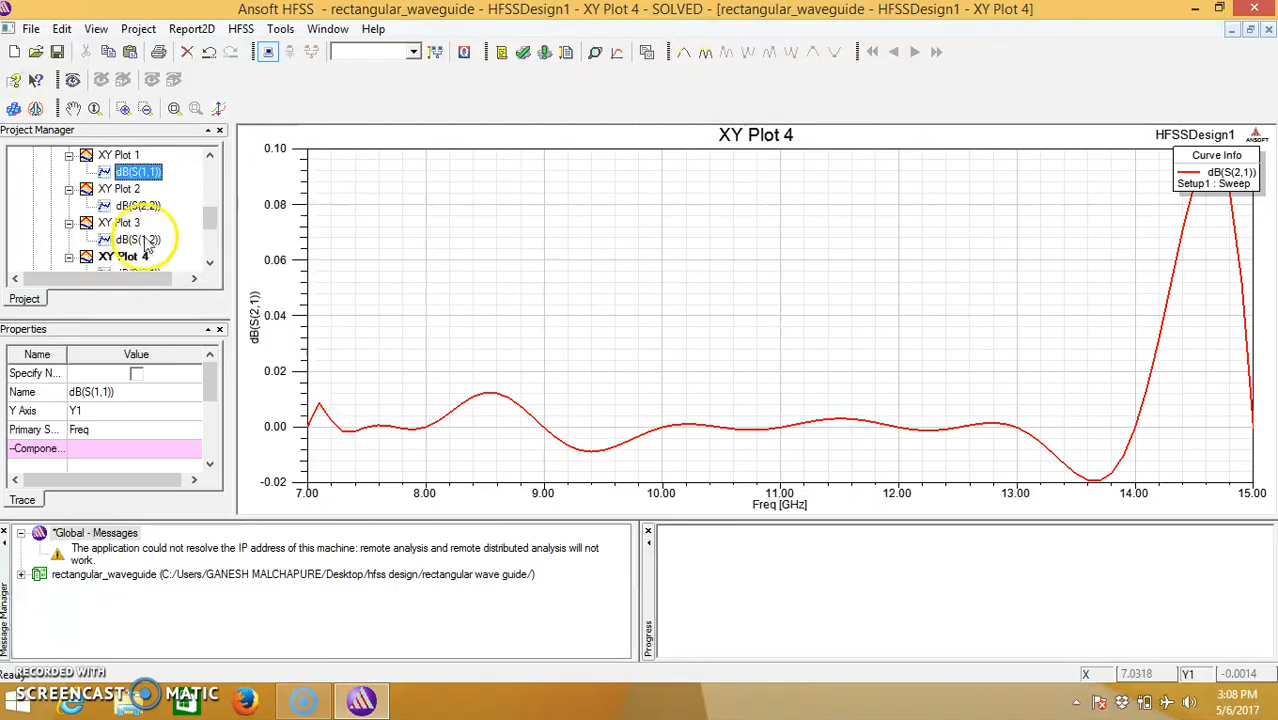 Ansoft HFSS - rectangular_waveguide - HFSSDesign1 - XY Plot 4 - SOLVED - [rectangular_waveguide - HFSSDesign1 - XY Plot 4]
File Edit View Project Report2D HFSS Tools Window Help
Project Manager
XY Plot 1
dB(S(1,1))
XY Plot 2
dB(S(2,2))
XY Plot 3
dB(S(1,2))
XY Plot 4
Project
Properties
Name Value
Specify N...
Name dB(S(1,1))
Y Axis Y1
Primary S... Freq
--Compone...
Trace
XY Plot 4
HFSSDesign1
ANSOFT
Curve Info
dB(S(2,1))
Setup1 : Sweep
0.10
0.08
0.06
0.04
0.02
0.00
-0.02
dB(S(2,1))
7.00 8.00 9.00 10.00 11.00 12.00 13.00 14.00 15.00
Freq [GHz]
*Global - Messages
The application could not resolve the IP address of this machine: remote analysis and remote distributed analysis will not
work.
rectangular_waveguide (C:/Users/GANESH MALCHAPURE/Desktop/hfss design/rectangular wave guide/)
Message Manager
Progress
Ready
X 7.0318 Y1 -0.0014
RECORDED WITH
SCREENCAST MATIC
3:08 PM
5/6/2017